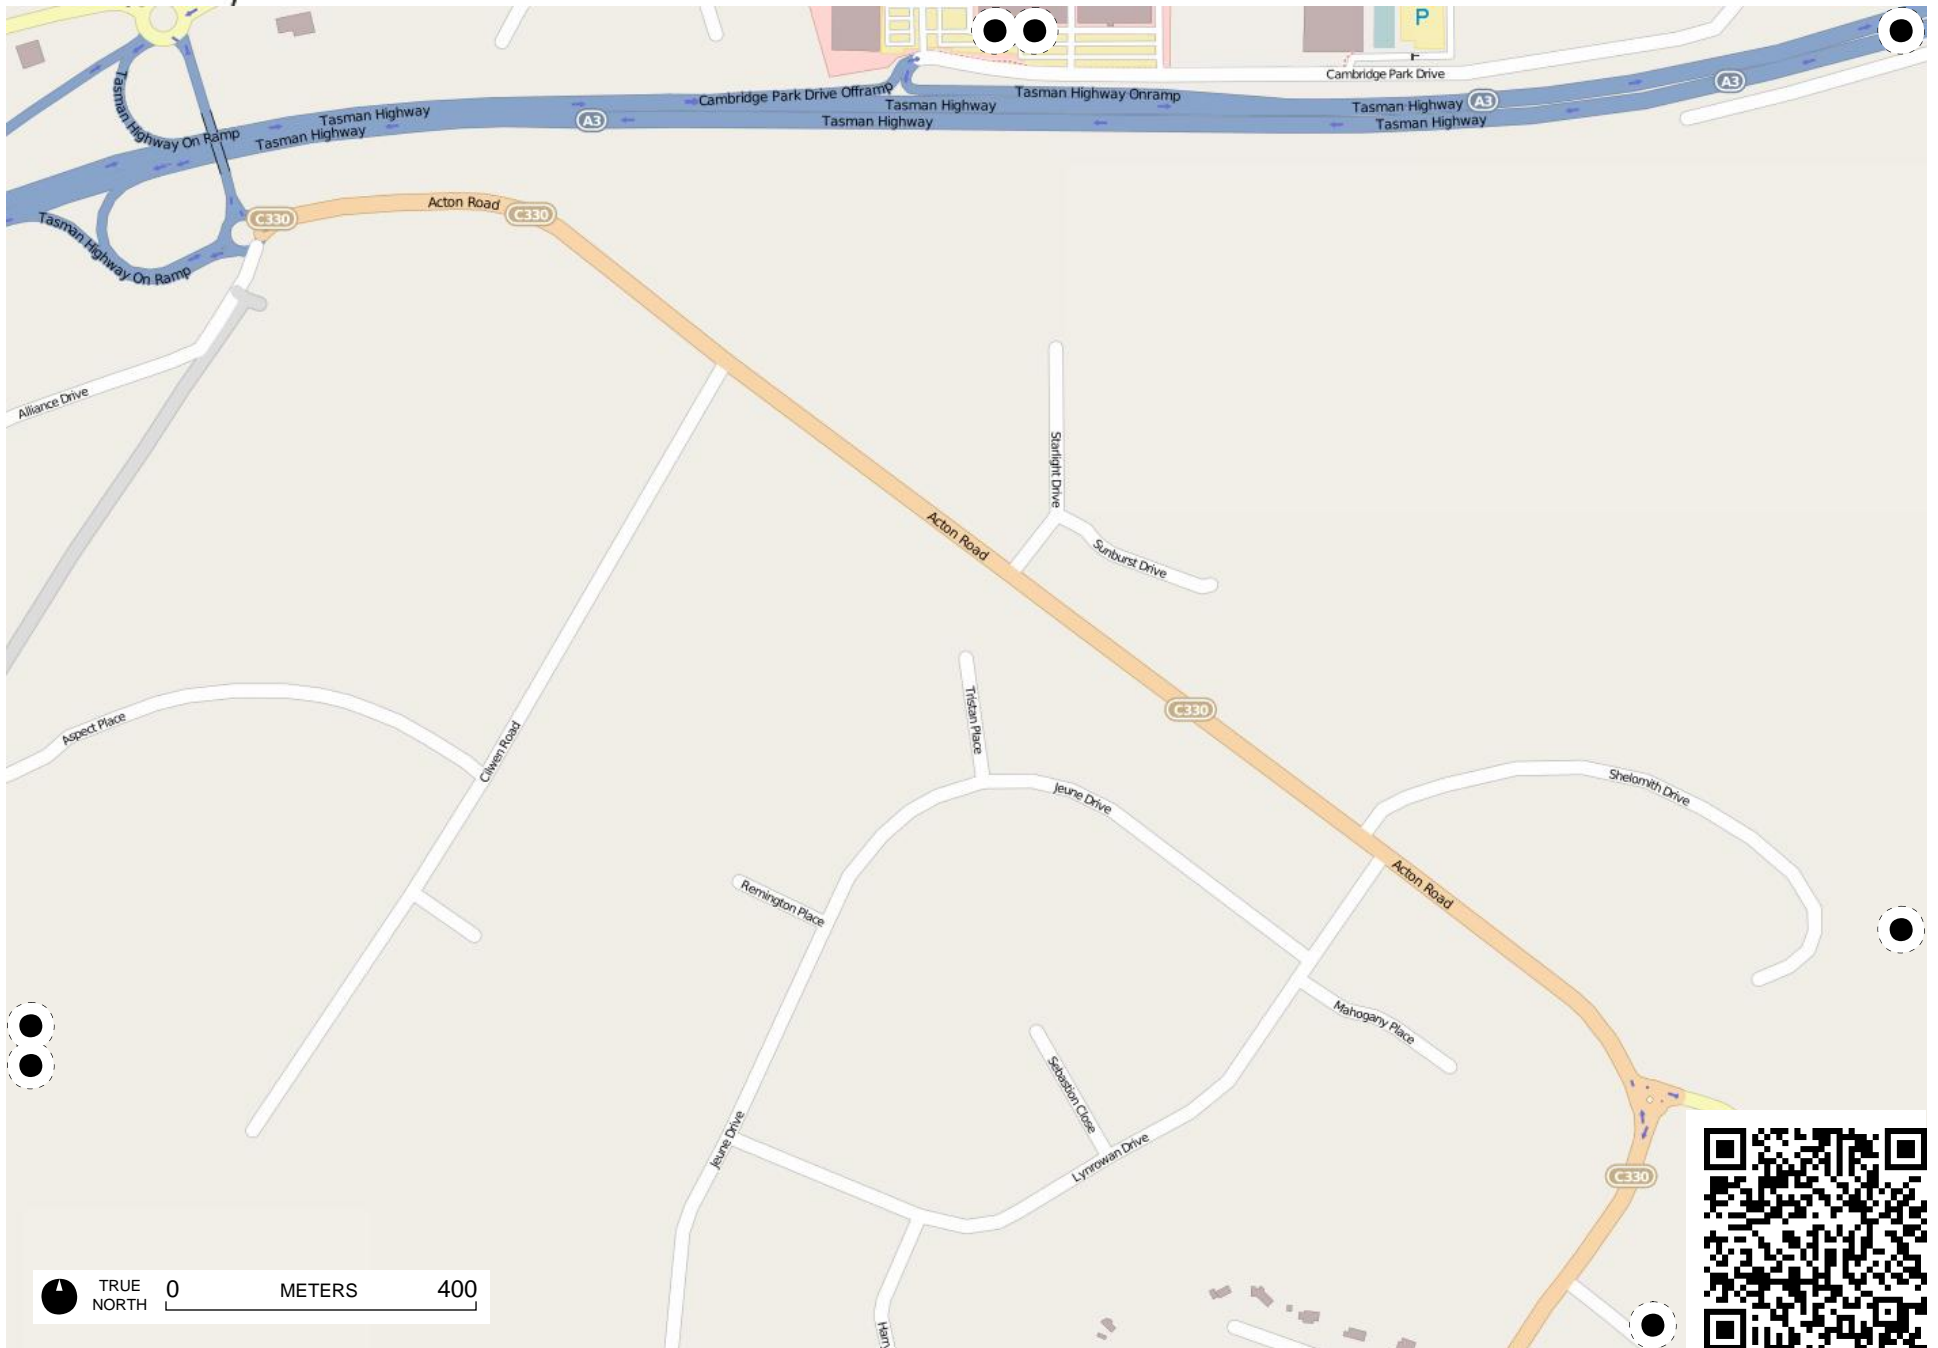 P
Cambridge Park Drive
A3
Tasman Highway On Ramp
Tasman Highway
Tasman Highway
Cambridge Park Drive Offramp
Tasman Highway
Tasman Highway Onramp
Tasman Highway
A3
A3
Tasman Highway
Tasman Highway
C330
Acton Road
C330
Tasman Highway On Ramp
Alliance Drive
Starlight Drive
Acton Road
Sunburst Drive
Aspect Place
Cilwen Road
Tristan Place
C330
Jeune Drive
Shelomith Drive
Remington Place
Acton Road
Mahogany Place
Sebastion Close
Jeune Drive
Lynrowan Drive
C330
TRUE
NORTH
0
METERS
400